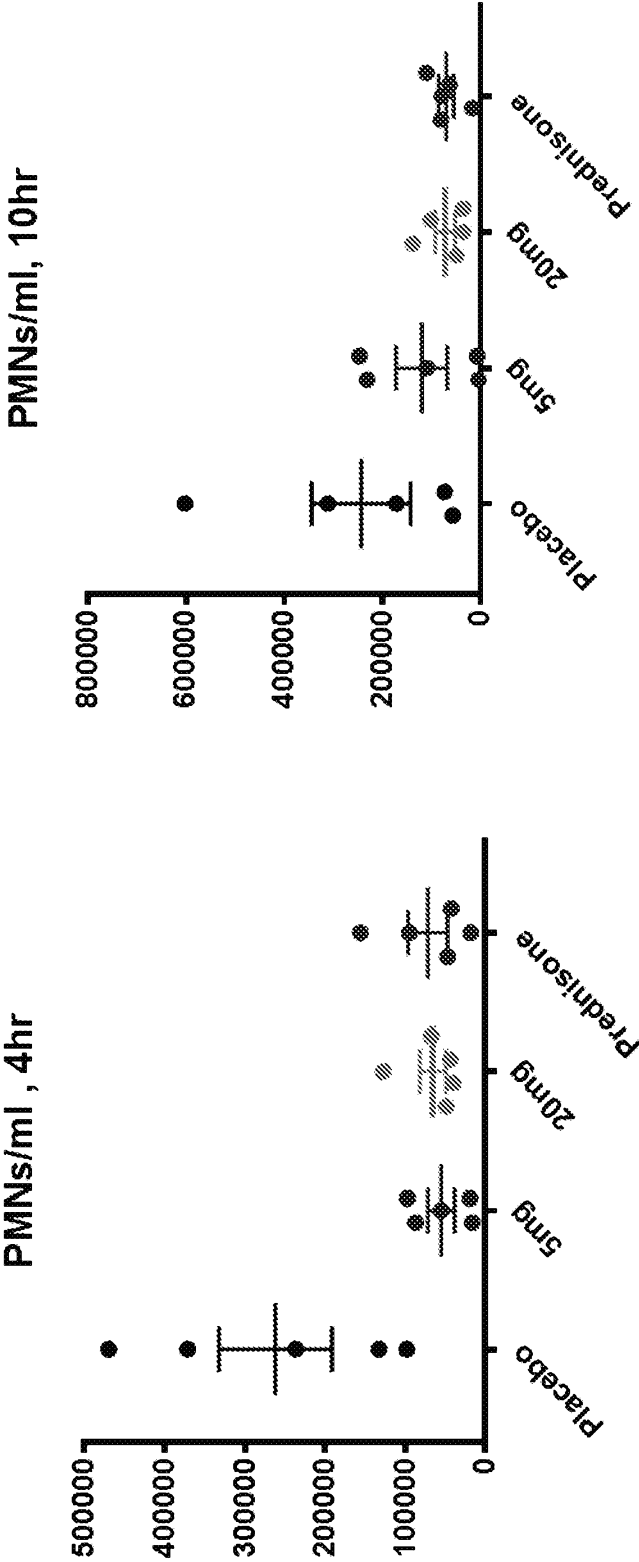 PMNs/ml , 4hr
500000
400000
300000
200000
100000
0
Placebo
5mg
20mg
Prednisone
PMNs/ml, 10hr
800000
600000
400000
200000
0
Placebo
5mg
20mg
Prednisone